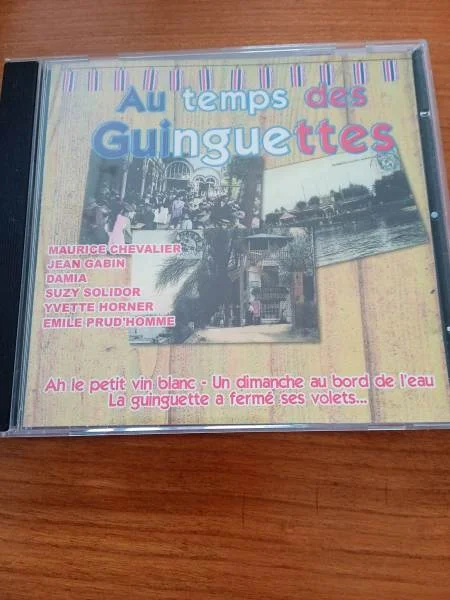 Au temps des
Guinguettes
MAURICE CHEVALIER
JEAN GABIN
DAMIA
SUZY SOLIDOR
YVETTE HORNER
EMILE PRUD'HOMME
Ah le petit vin blanc - Un dimanche au bord de l'eau
La guinguette a fermé ses volets...